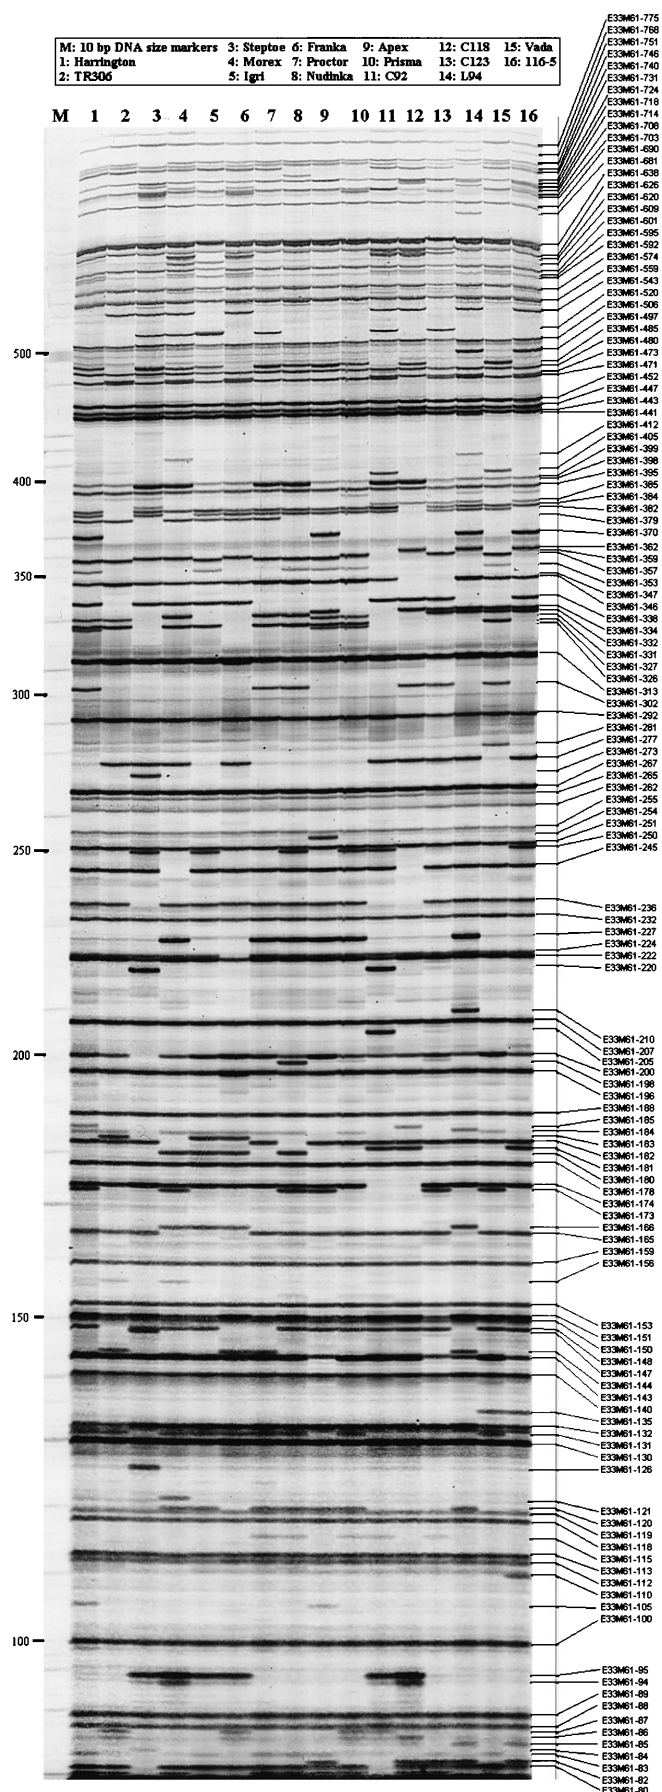 M: 10 bp DNA size markers 3: Steptoe 6: Franka 9: Apex 12: C118 15: Vada
1: Harrington 4: Morex 7: Proctor 10: Prisma 13: C123 16: 116-5
2: TR306 5: Igri 8: Nudinka 11: C92 14: L94
M 1 2 3 4 5 6 7 8 9 10 11 12 13 14 15 16
500
400
350
300
250
200
150
100
E33M61-775
E33M61-768
E33M61-751
E33M61-746
E33M61-740
E33M61-731
E33M61-724
E33M61-718
E33M61-714
E33M61-708
E33M61-703
E33M61-690
E33M61-681
E33M61-638
E33M61-626
E33M61-620
E33M61-609
E33M61-601
E33M61-595
E33M61-592
E33M61-574
E33M61-559
E33M61-543
E33M61-520
E33M61-506
E33M61-497
E33M61-485
E33M61-480
E33M61-473
E33M61-471
E33M61-452
E33M61-447
E33M61-443
E33M61-441
E33M61-412
E33M61-405
E33M61-399
E33M61-398
E33M61-395
E33M61-385
E33M61-384
E33M61-382
E33M61-379
E33M61-370
E33M61-362
E33M61-359
E33M61-357
E33M61-353
E33M61-347
E33M61-346
E33M61-338
E33M61-334
E33M61-332
E33M61-331
E33M61-327
E33M61-326
E33M61-313
E33M61-302
E33M61-292
E33M61-281
E33M61-277
E33M61-273
E33M61-267
E33M61-265
E33M61-262
E33M61-255
E33M61-254
E33M61-251
E33M61-250
E33M61-245
E33M61-236
E33M61-232
E33M61-227
E33M61-224
E33M61-222
E33M61-220
E33M61-210
E33M61-207
E33M61-205
E33M61-200
E33M61-198
E33M61-196
E33M61-188
E33M61-185
E33M61-184
E33M61-183
E33M61-182
E33M61-181
E33M61-180
E33M61-178
E33M61-174
E33M61-173
E33M61-166
E33M61-165
E33M61-159
E33M61-156
E33M61-153
E33M61-151
E33M61-150
E33M61-148
E33M61-147
E33M61-144
E33M61-143
E33M61-140
E33M61-135
E33M61-132
E33M61-131
E33M61-130
E33M61-126
E33M61-121
E33M61-120
E33M61-119
E33M61-118
E33M61-115
E33M61-113
E33M61-112
E33M61-110
E33M61-105
E33M61-100
E33M61-95
E33M61-94
E33M61-89
E33M61-88
E33M61-87
E33M61-86
E33M61-85
E33M61-84
E33M61-83
E33M61-82
E33M61-80